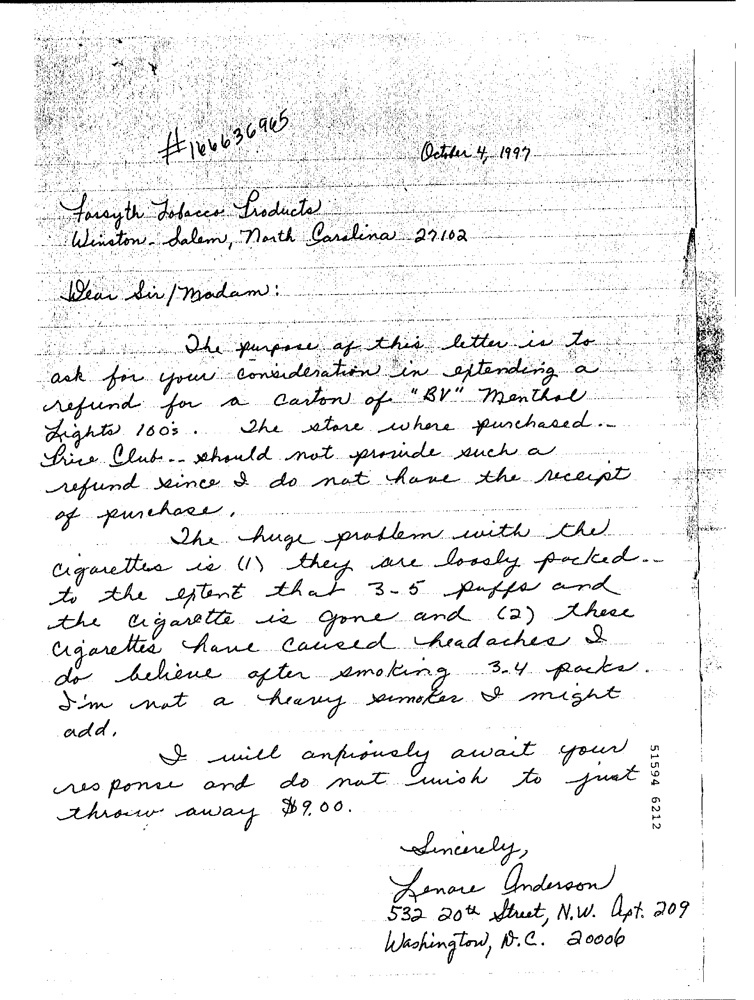 #166636965
October 4, 1997
Forsyth Tobacco Products
Winston-Salem, North Carolina 27102
Dear Sir/Madam:
The purpose of this letter is to
ask for your consideration in extending a
refund for a carton of "BV" Menthol
Lights 100's. The store where purchased--
Price Club-- should not provide such a
refund since I do not have the receipt
of purchase.
The huge problem with the
cigarettes is (1) they are loosly packed--
to the extent that 3-5 puffs and
the cigarette is gone and (2) these
cigarettes have caused headaches I
do believe after smoking 3-4 packs.
I'm not a heavy smoker I might
add.
I will anxiously await your
response and do not wish to just
throw away $9.00.
Sincerely,
Lenore Anderson
532 20th Street, N.W. Apt. 209
Washington, D.C. 20006
51594 6212